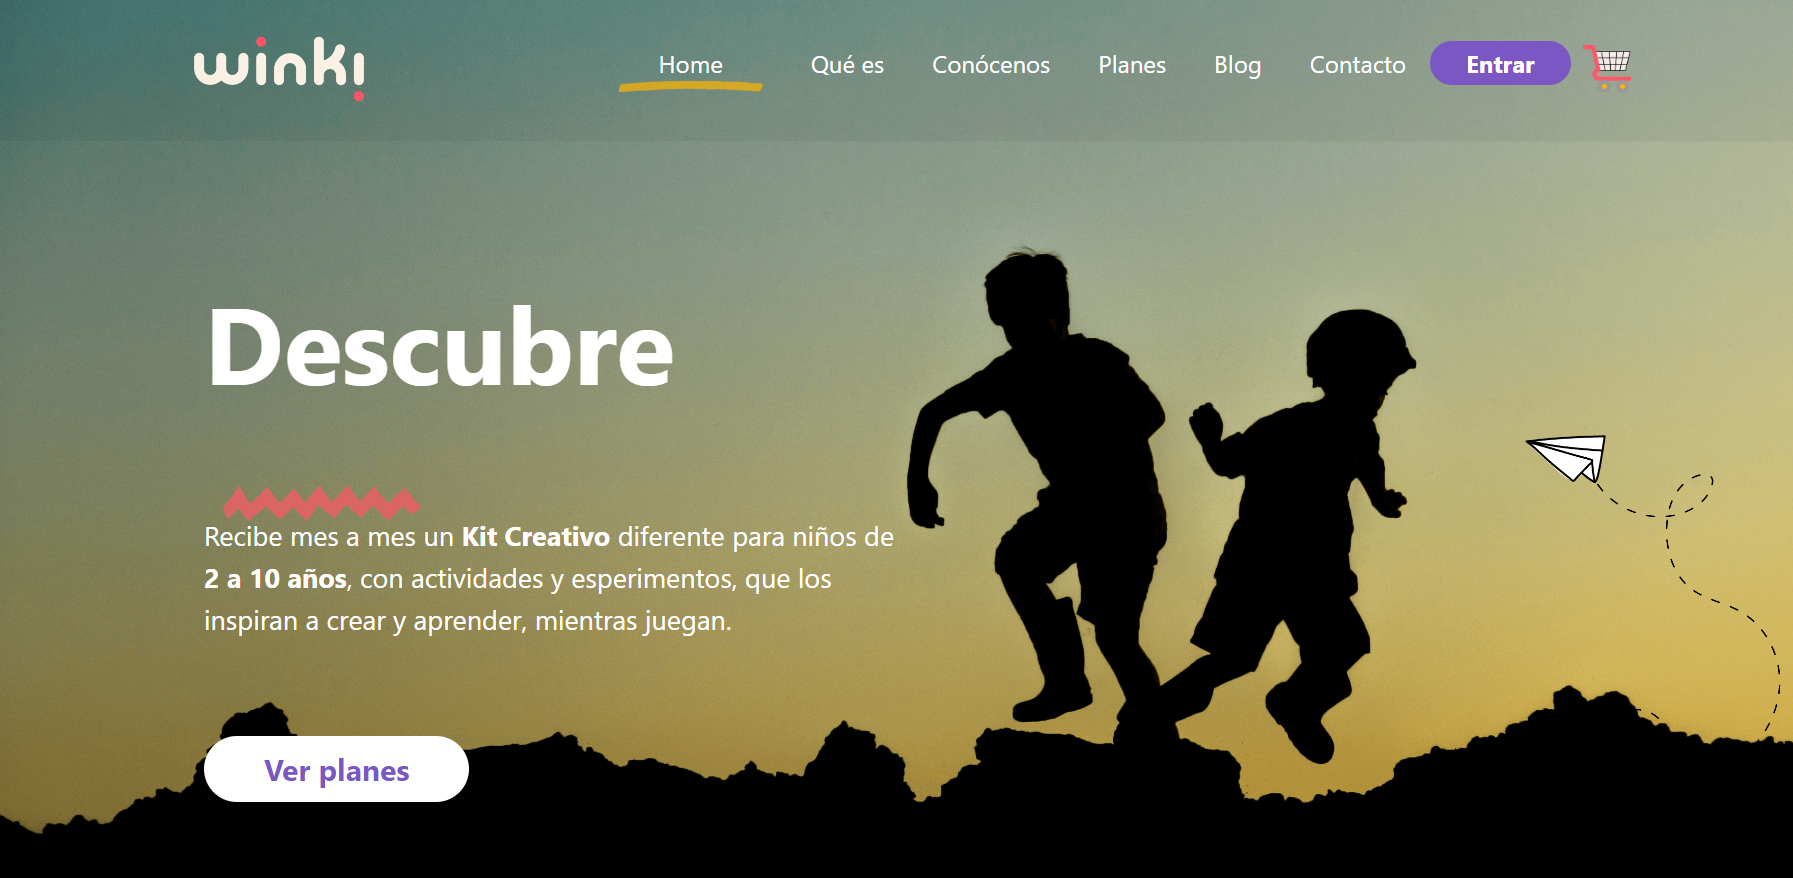 winki
Home Qué es Conócenos Planes Blog Contacto Entrar
Descubre
Recibe mes a mes un Kit Creativo diferente para niños de
2 a 10 años, con actividades y esperimentos, que los
inspiran a crear y aprender, mientras juegan.
Ver planes